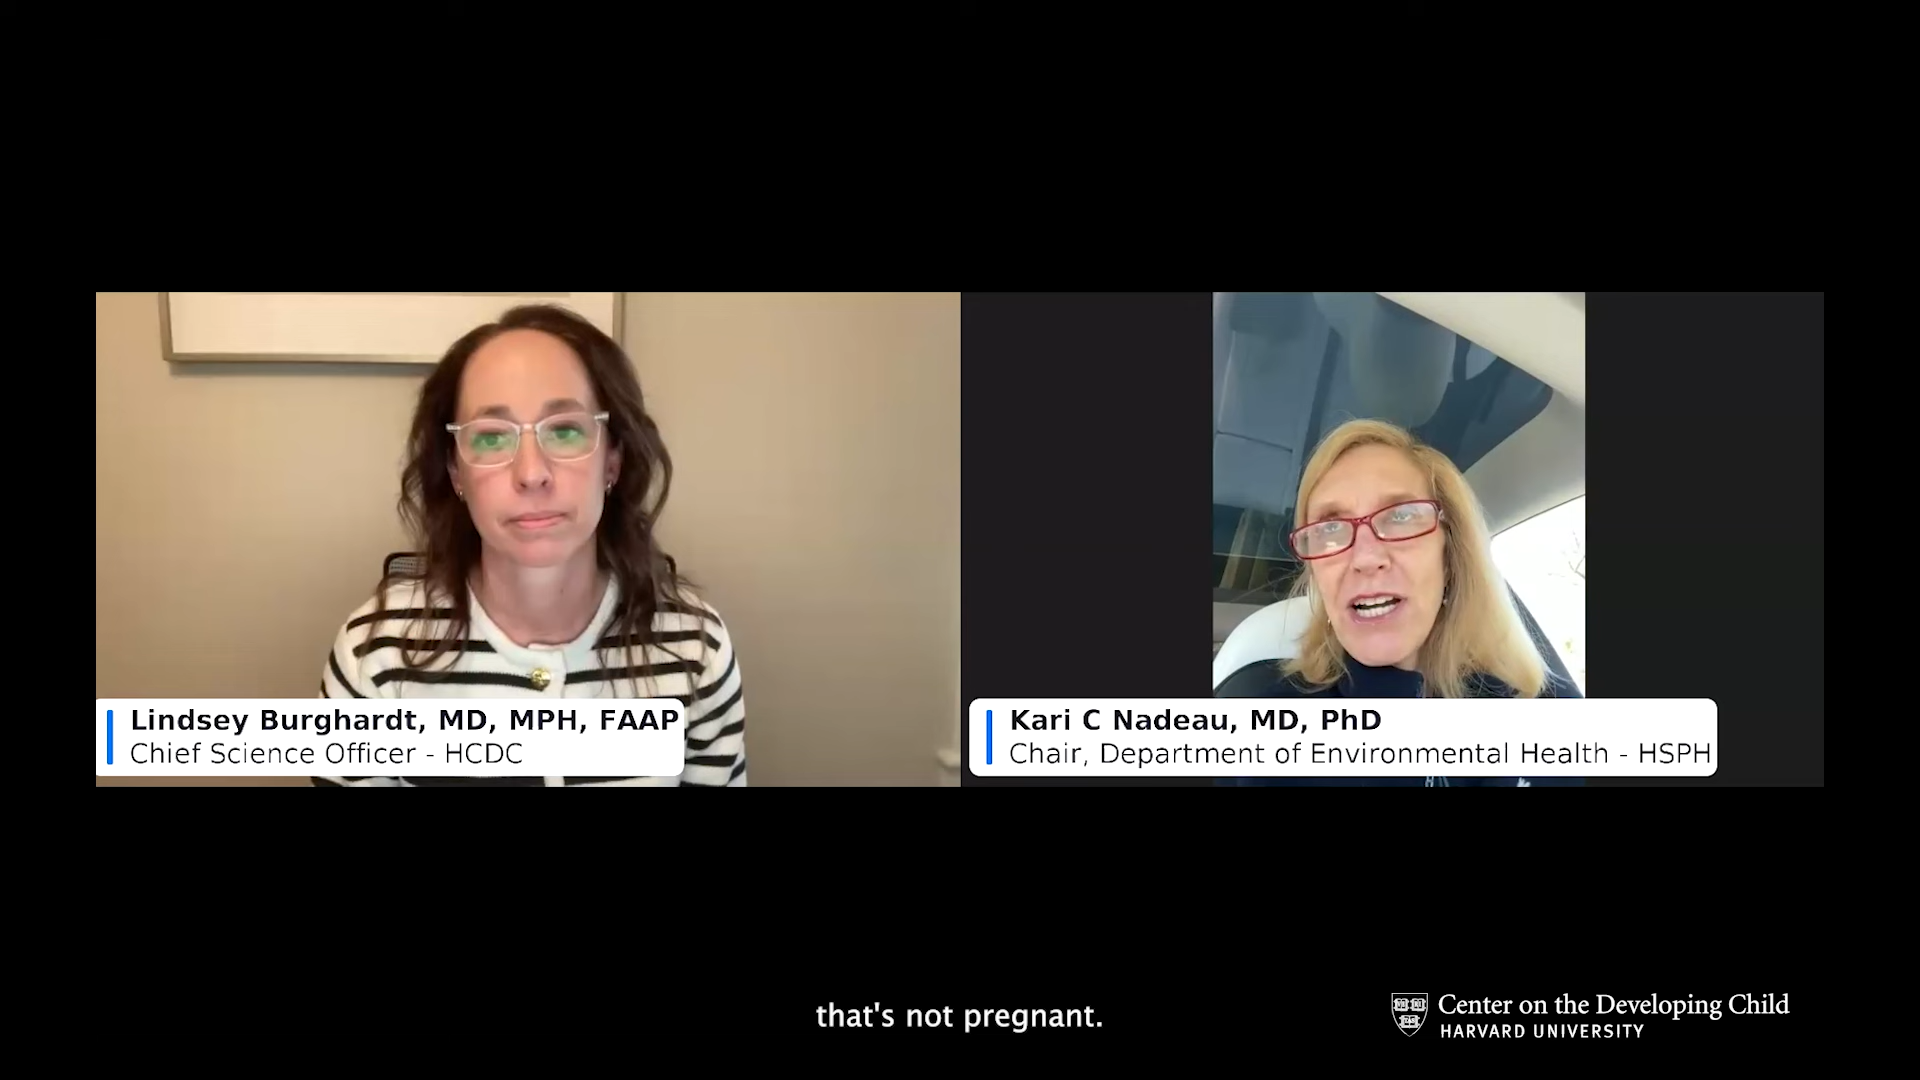 Lindsey Burghardt, MD, MPH, FAAP
Chief Science Officer - HCDC
Kari C Nadeau, MD, PhD
Chair, Department of Environmental Health - HSPH
that's not pregnant.
Center on the Developing Child
HARVARD UNIVERSITY